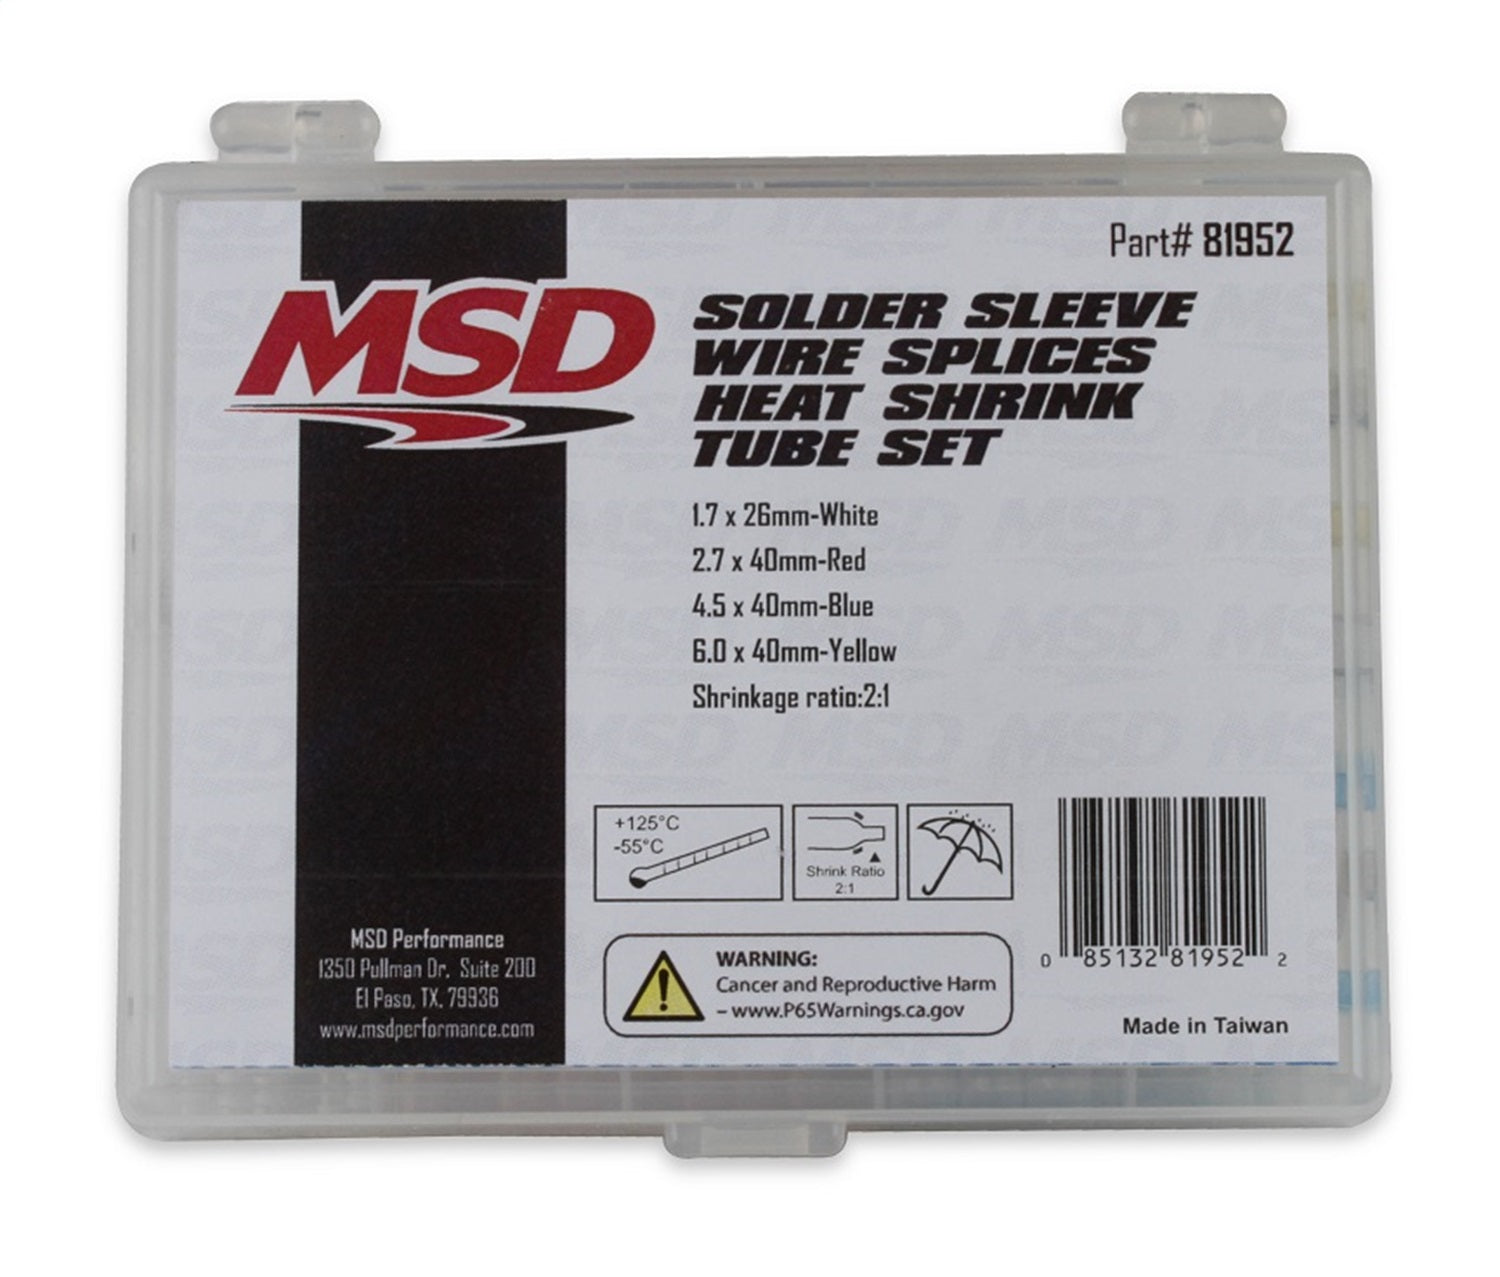 Part# 81952
MSD
SOLDER SLEEVE
WIRE SPLICES
HEAT SHRINK
TUBE SET
1.7 x 26mm-White
2.7 x 40mm-Red
4.5 x 40mm-Blue
6.0 x 40mm-Yellow
Shrinkage ratio:2:1
+125°C
-55°C
Shrink Ratio
2:1
MSD Performance
1350 Pullman Dr, Suite 200
El Paso, TX. 79936
www.msdperformance.com
WARNING:
Cancer and Reproductive Harm
– www.P65Warnings.ca.gov
0 85132 81952 2
Made in Taiwan